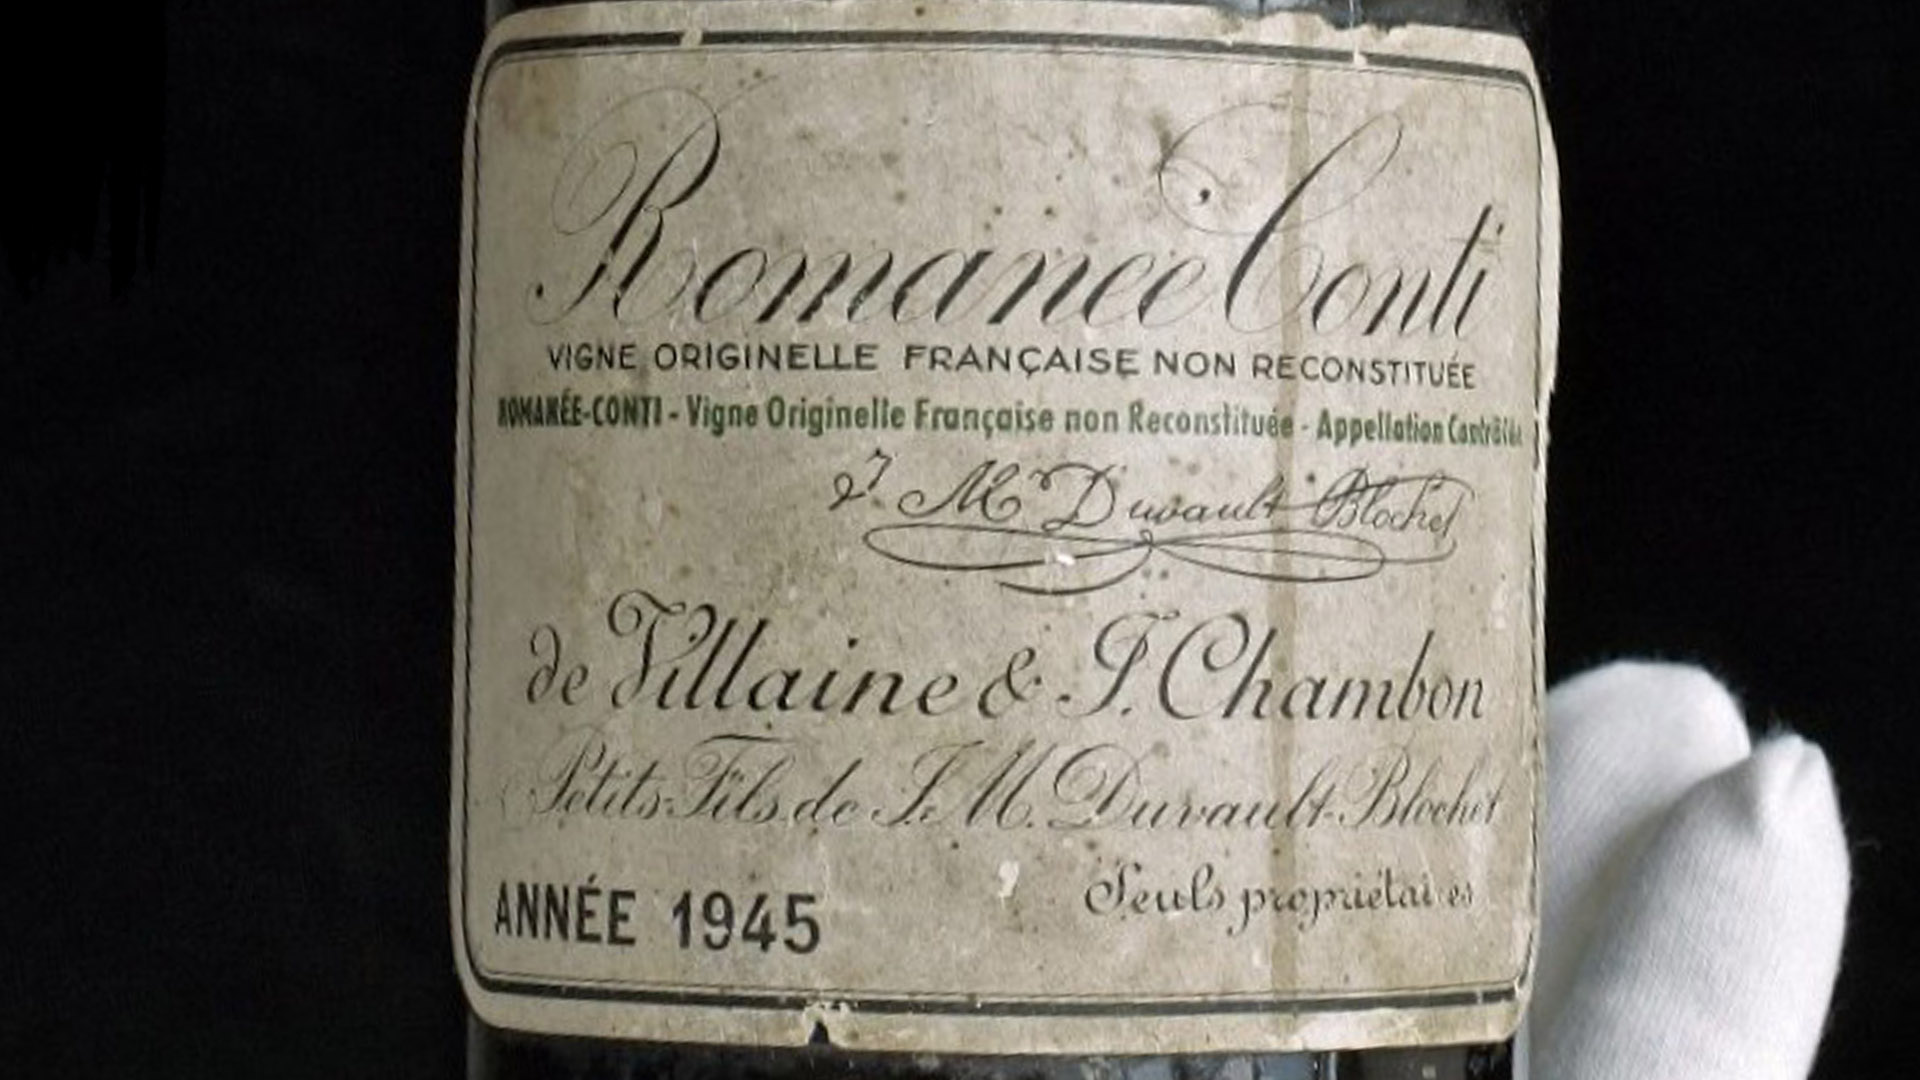 Romanée Conti
VIGNE ORIGINELLE FRANÇAISE NON RECONSTITUÉE
ROMANÉE-CONTI - Vigne Originelle Française non Reconstituée - Appellation Contrôlée
J. Mce Duvault Blochet
de Villaine & J. Chambon
Petits-Fils de J. M. Duvault-Blochet
ANNÉE 1945
Seuls propriétaires